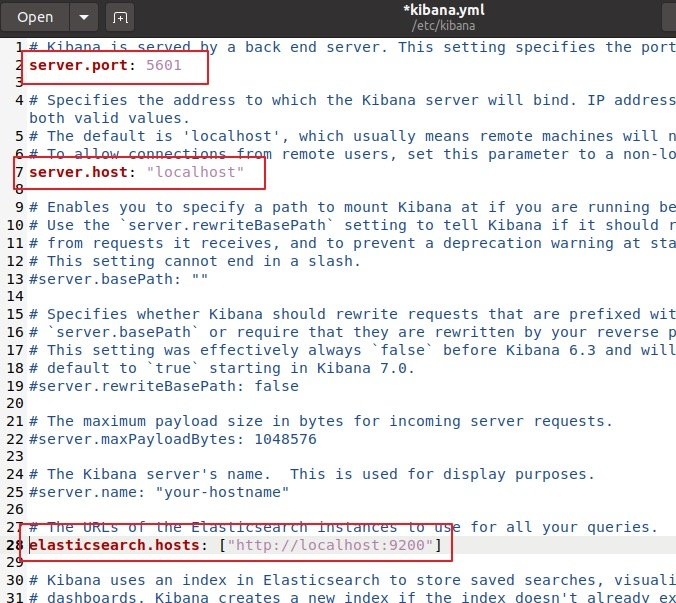 Open
*kibana.yml
/etc/kibana
1 # Kibana is served by a back end server. This setting specifies the port
2 server.port: 5601
3
4 # Specifies the address to which the Kibana server will bind. IP address
both valid values.
5 # The default is 'localhost', which usually means remote machines will n
6 # To allow connections from remote users, set this parameter to a non-lo
7 server.host: "localhost"
8
9 # Enables you to specify a path to mount Kibana at if you are running be
10 # Use the `server.rewriteBasePath` setting to tell Kibana if it should r
11 # from requests it receives, and to prevent a deprecation warning at sta
12 # This setting cannot end in a slash.
13 #server.basePath: ""
14
15 # Specifies whether Kibana should rewrite requests that are prefixed wit
16 # `server.basePath` or require that they are rewritten by your reverse p
17 # This setting was effectively always `false` before Kibana 6.3 and will
18 # default to `true` starting in Kibana 7.0.
19 #server.rewriteBasePath: false
20
21 # The maximum payload size in bytes for incoming server requests.
22 #server.maxPayloadBytes: 1048576
23
24 # The Kibana server's name.  This is used for display purposes.
25 #server.name: "your-hostname"
26
27 # The URLs of the Elasticsearch instances to use for all your queries.
28 elasticsearch.hosts: ["http://localhost:9200"]
29
30 # Kibana uses an index in Elasticsearch to store saved searches, visuali
31 # dashboards. Kibana creates a new index if the index doesn't already ex